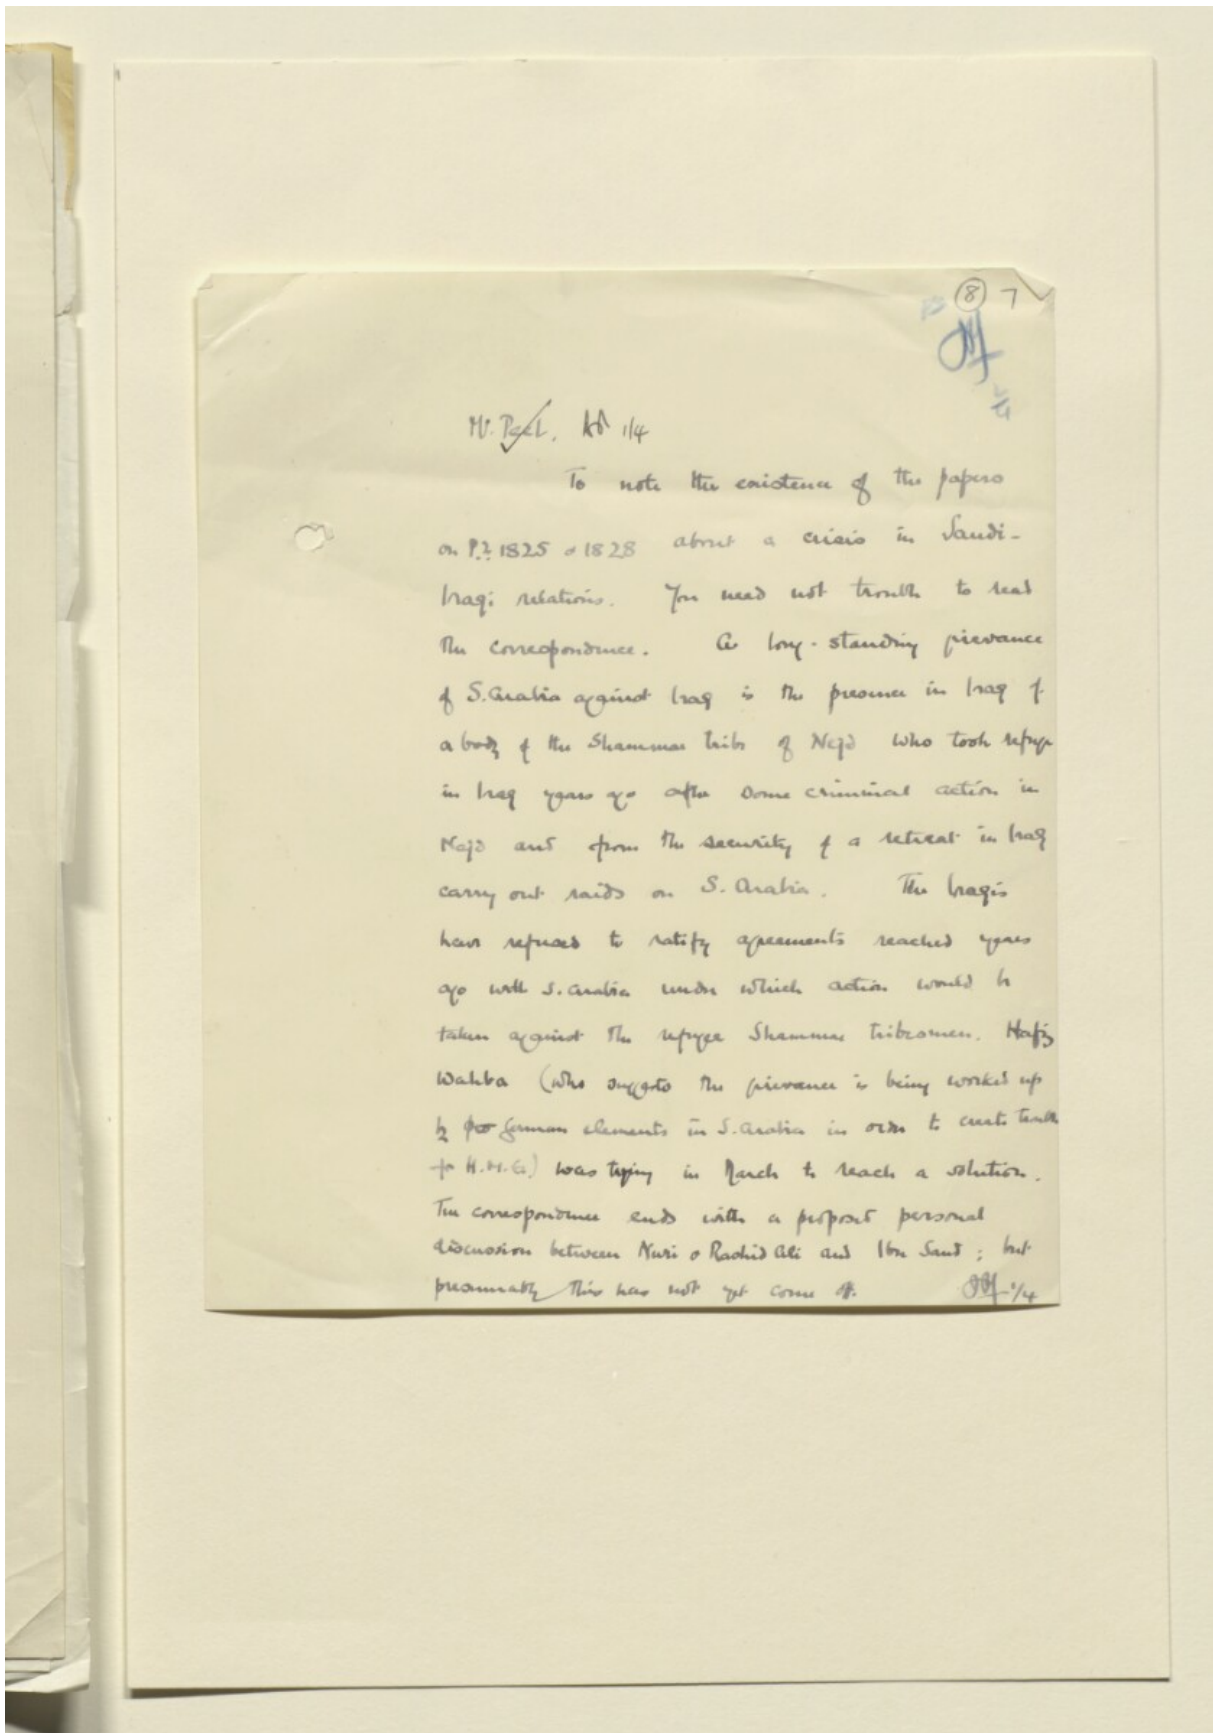 8 7
Mr. Peel. 1/4
To note the existence of the papers
on P.Z. 1825 & 1828 about a crisis in Saudi-
Iraqi relations. You need not trouble to read
the correspondence. A long-standing grievance
of S. Arabia against Iraq is the presence in Iraq of
a body of the Shammar tribe of Nejd who took refuge
in Iraq years ago after some criminal action in
Nejd and from the security of a retreat in Iraq
carry out raids on S. Arabia. The Iraqis
have refused to ratify agreements reached years
ago with S. Arabia under which action would be
taken against the refugee Shammar tribesmen. Hafiz
Wahba (who suggests the grievance is being worked up
by German elements in S. Arabia in order to create trouble
for H.M.G.) was trying in March to reach a solution.
The correspondence ends with a proposed personal
discussion between Nuri & Rashid Ali and Ibn Saud; but
presumably this has not yet come off. 1/4